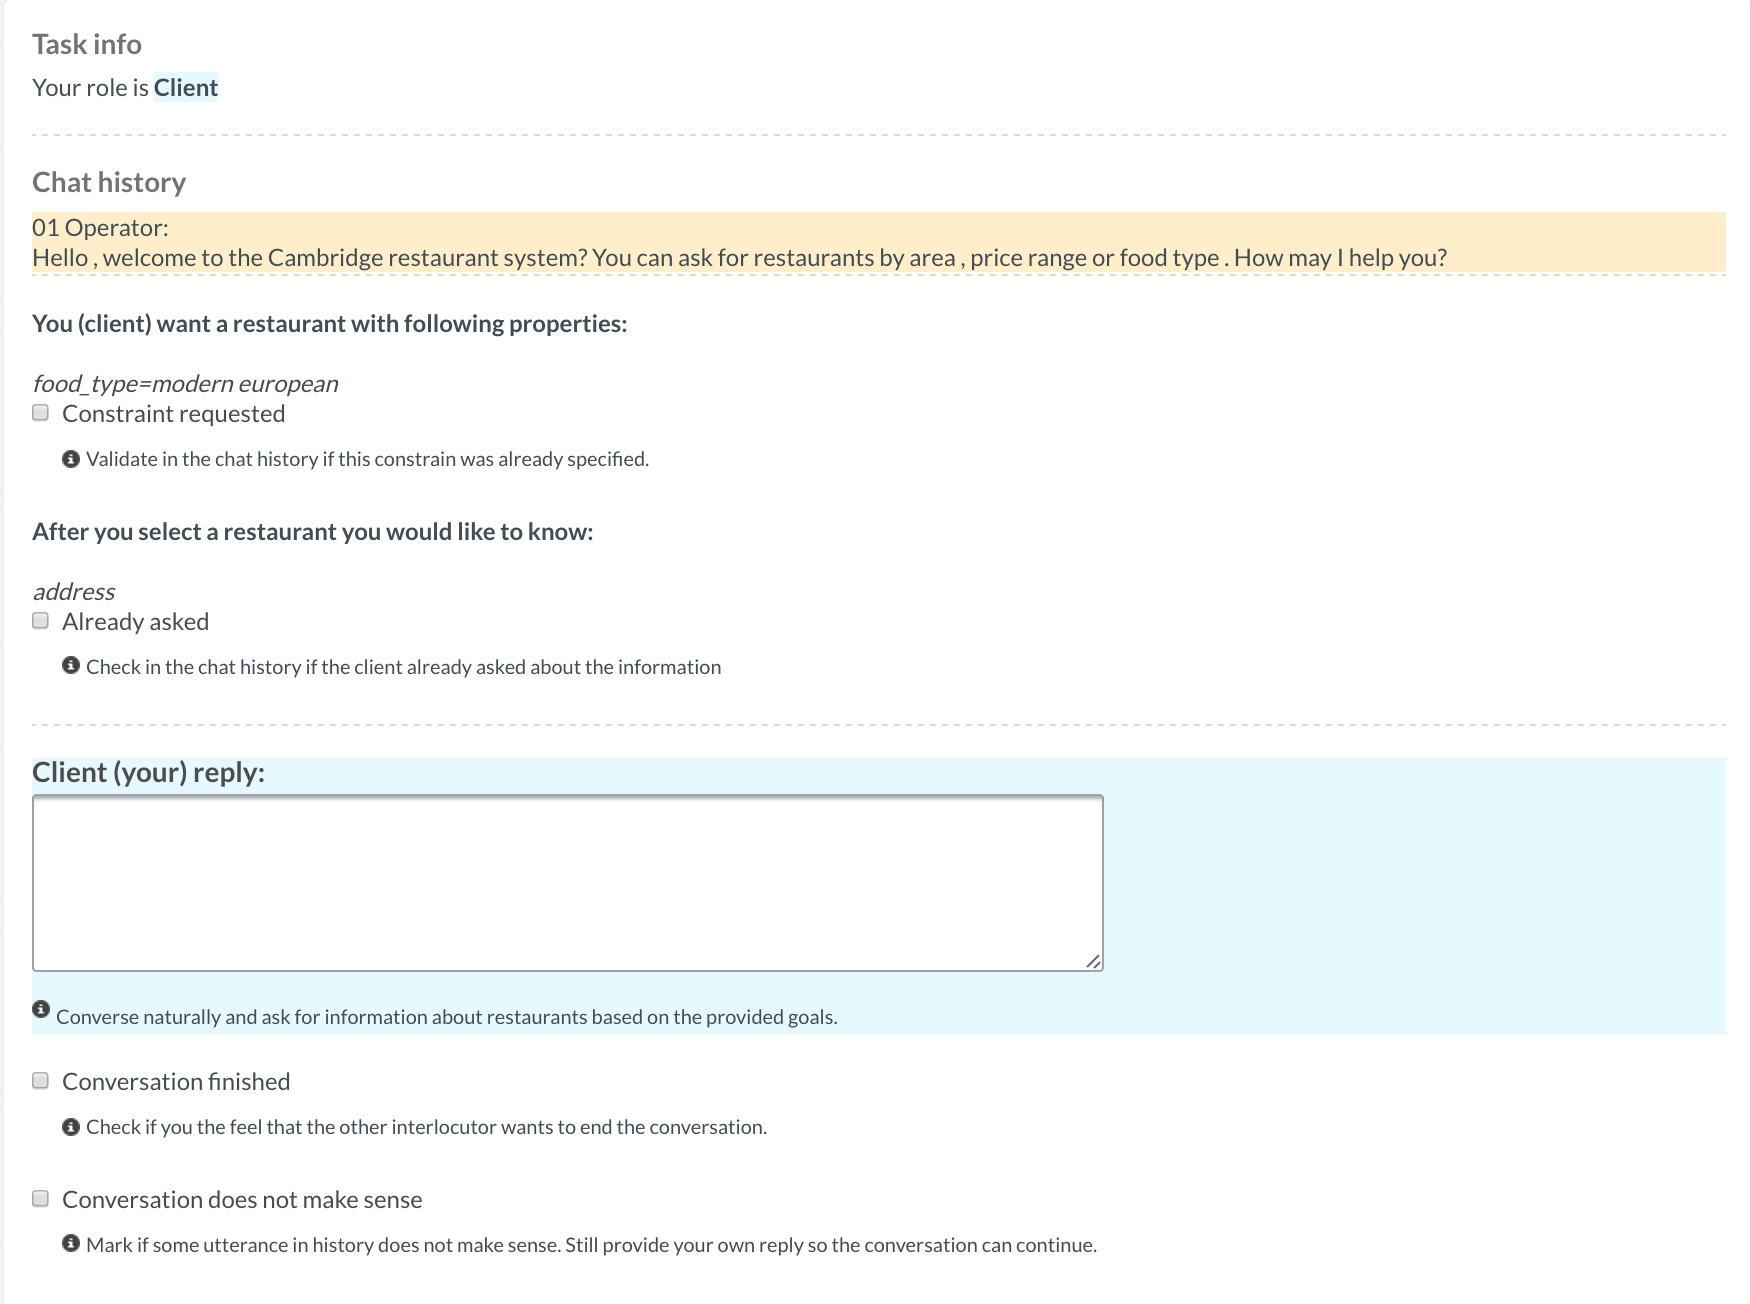 Task info
Your role is Client
Chat history
01 Operator:
Hello , welcome to the Cambridge restaurant system? You can ask for restaurants by area , price range or food type . How may I help you?
You (client) want a restaurant with following properties:
food_type=modern european
Constraint requested
Validate in the chat history if this constrain was already specified.
After you select a restaurant you would like to know:
address
Already asked
Check in the chat history if the client already asked about the information
Client (your) reply:
Converse naturally and ask for information about restaurants based on the provided goals.
Conversation finished
Check if you the feel that the other interlocutor wants to end the conversation.
Conversation does not make sense
Mark if some utterance in history does not make sense. Still provide your own reply so the conversation can continue.